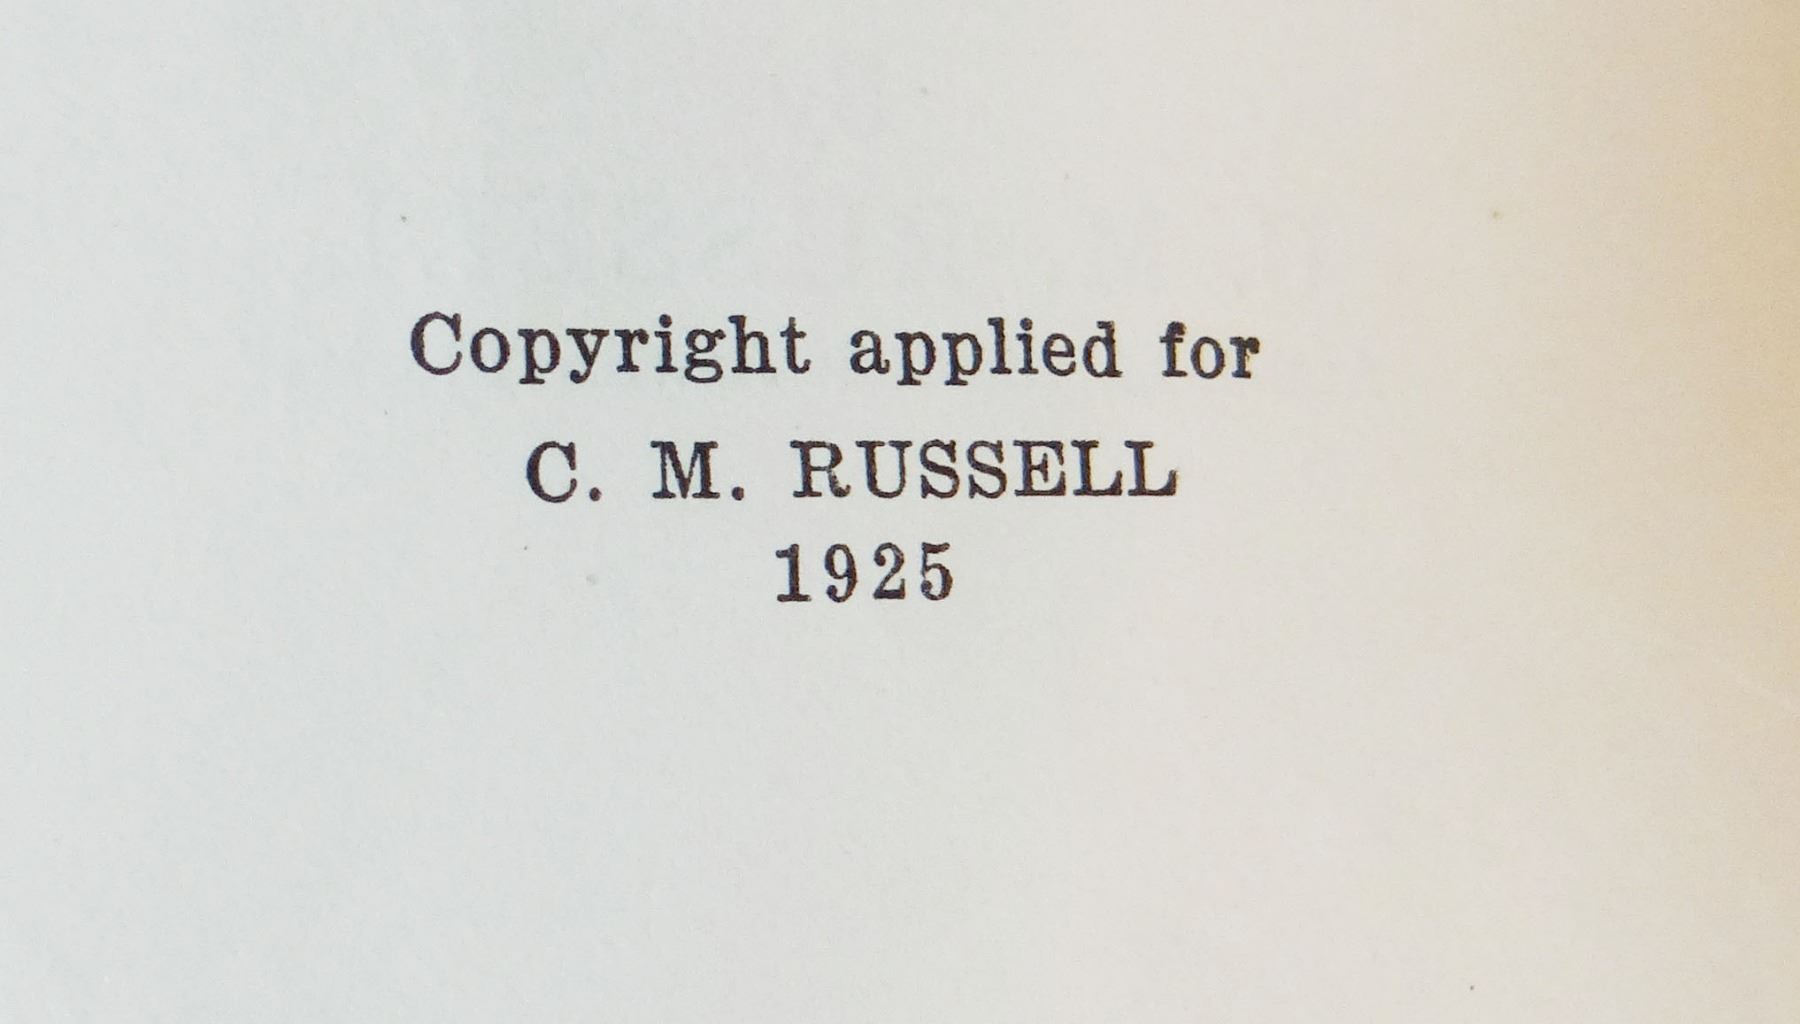 Copyright applied for
C. M. RUSSELL
1925